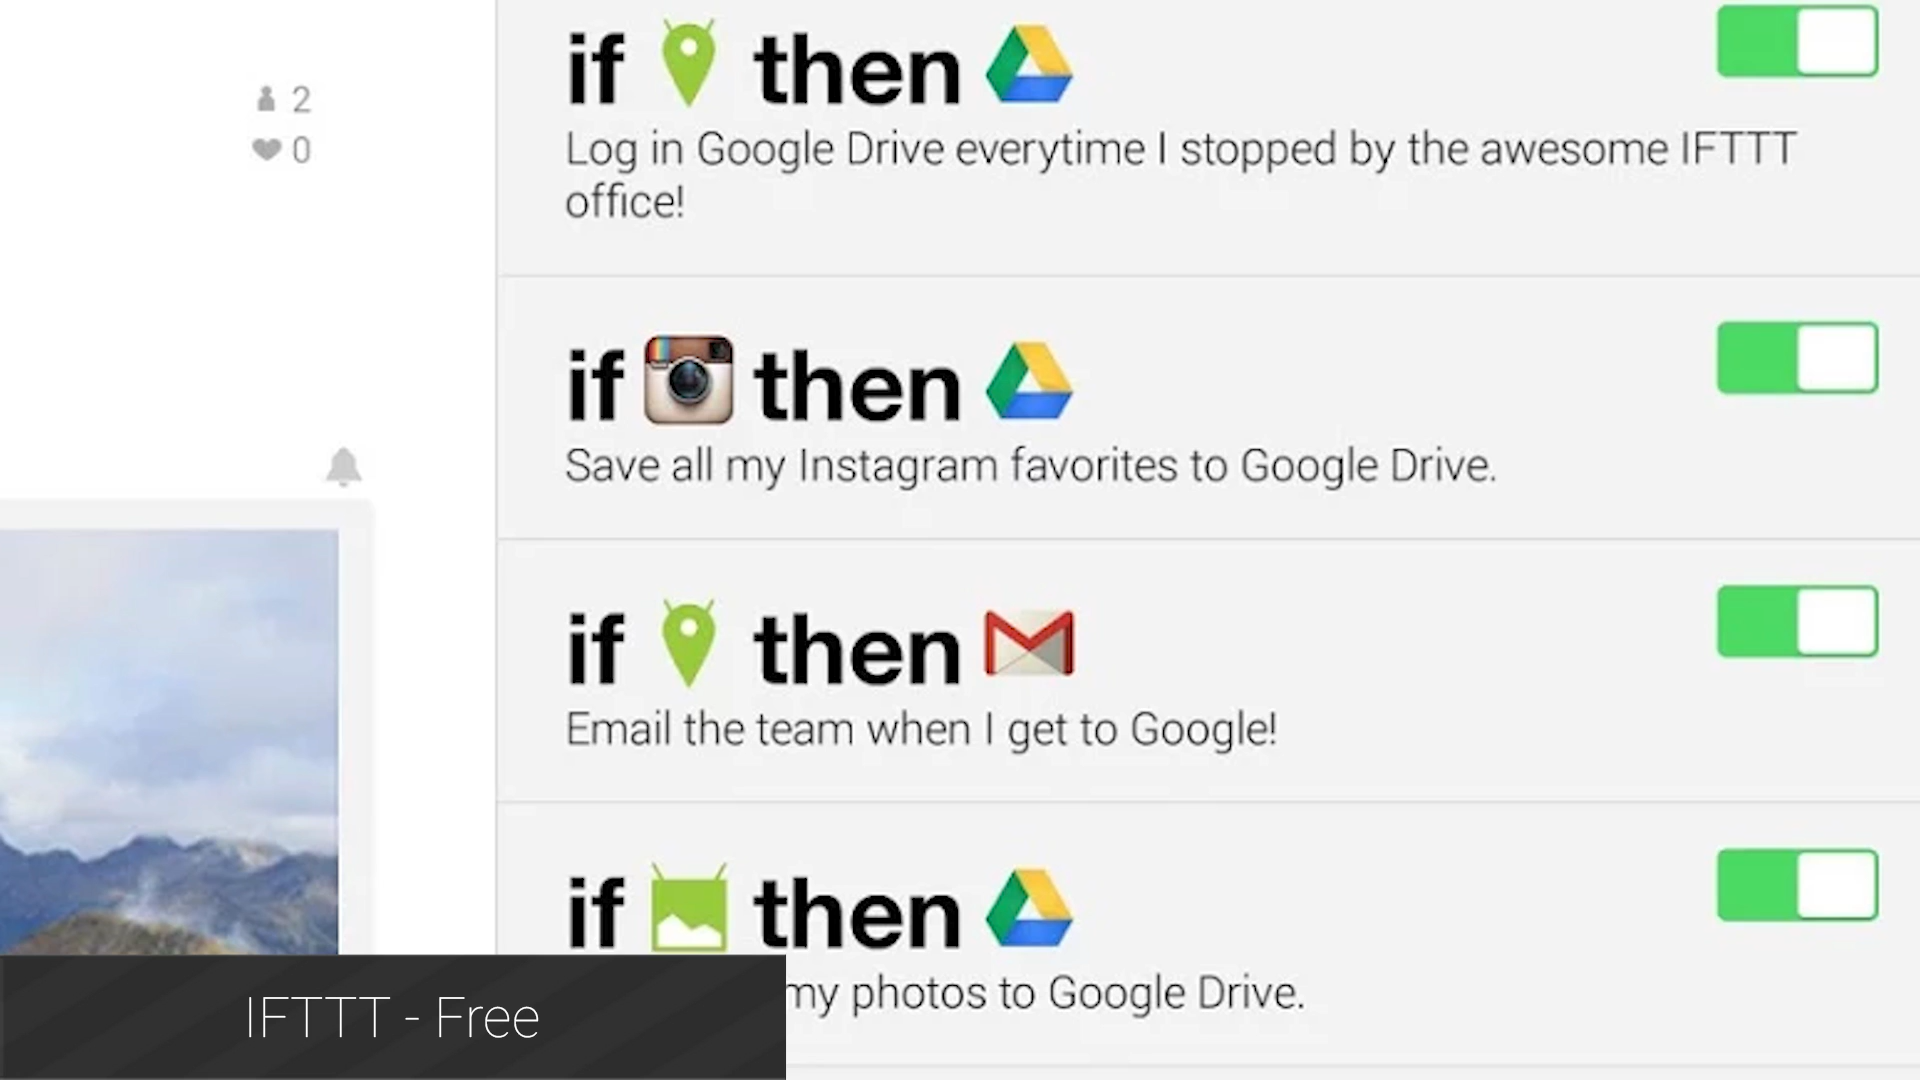 2
0
if then
Log in Google Drive everytime I stopped by the awesome IFTTT
office!
if then
Save all my Instagram favorites to Google Drive.
if then
Email the team when I get to Google!
if then
my photos to Google Drive.
IFTTT - Free